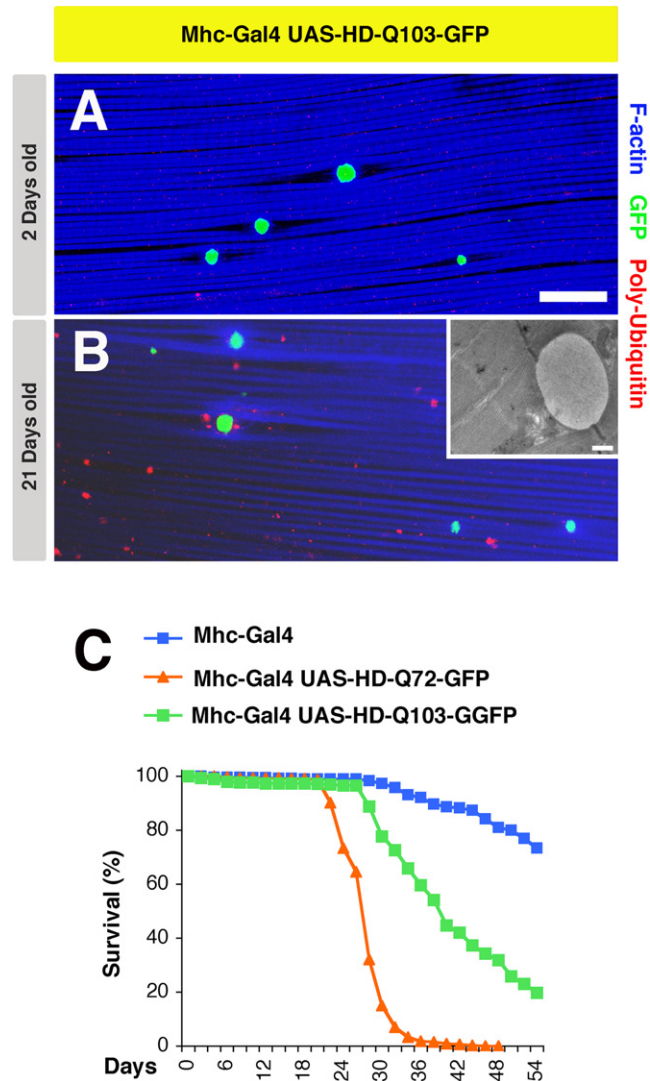 Mhc-Gal4 UAS-HD-Q103-GFP
2 Days old
A
F-actin GFP Poly-Ubiquitin
21 Days old
B
C
Mhc-Gal4
Mhc-Gal4 UAS-HD-Q72-GFP
Mhc-Gal4 UAS-HD-Q103-GGFP
100
80
60
40
20
0
Survival (%)
Days 0 6 12 18 24 30 36 42 48 54